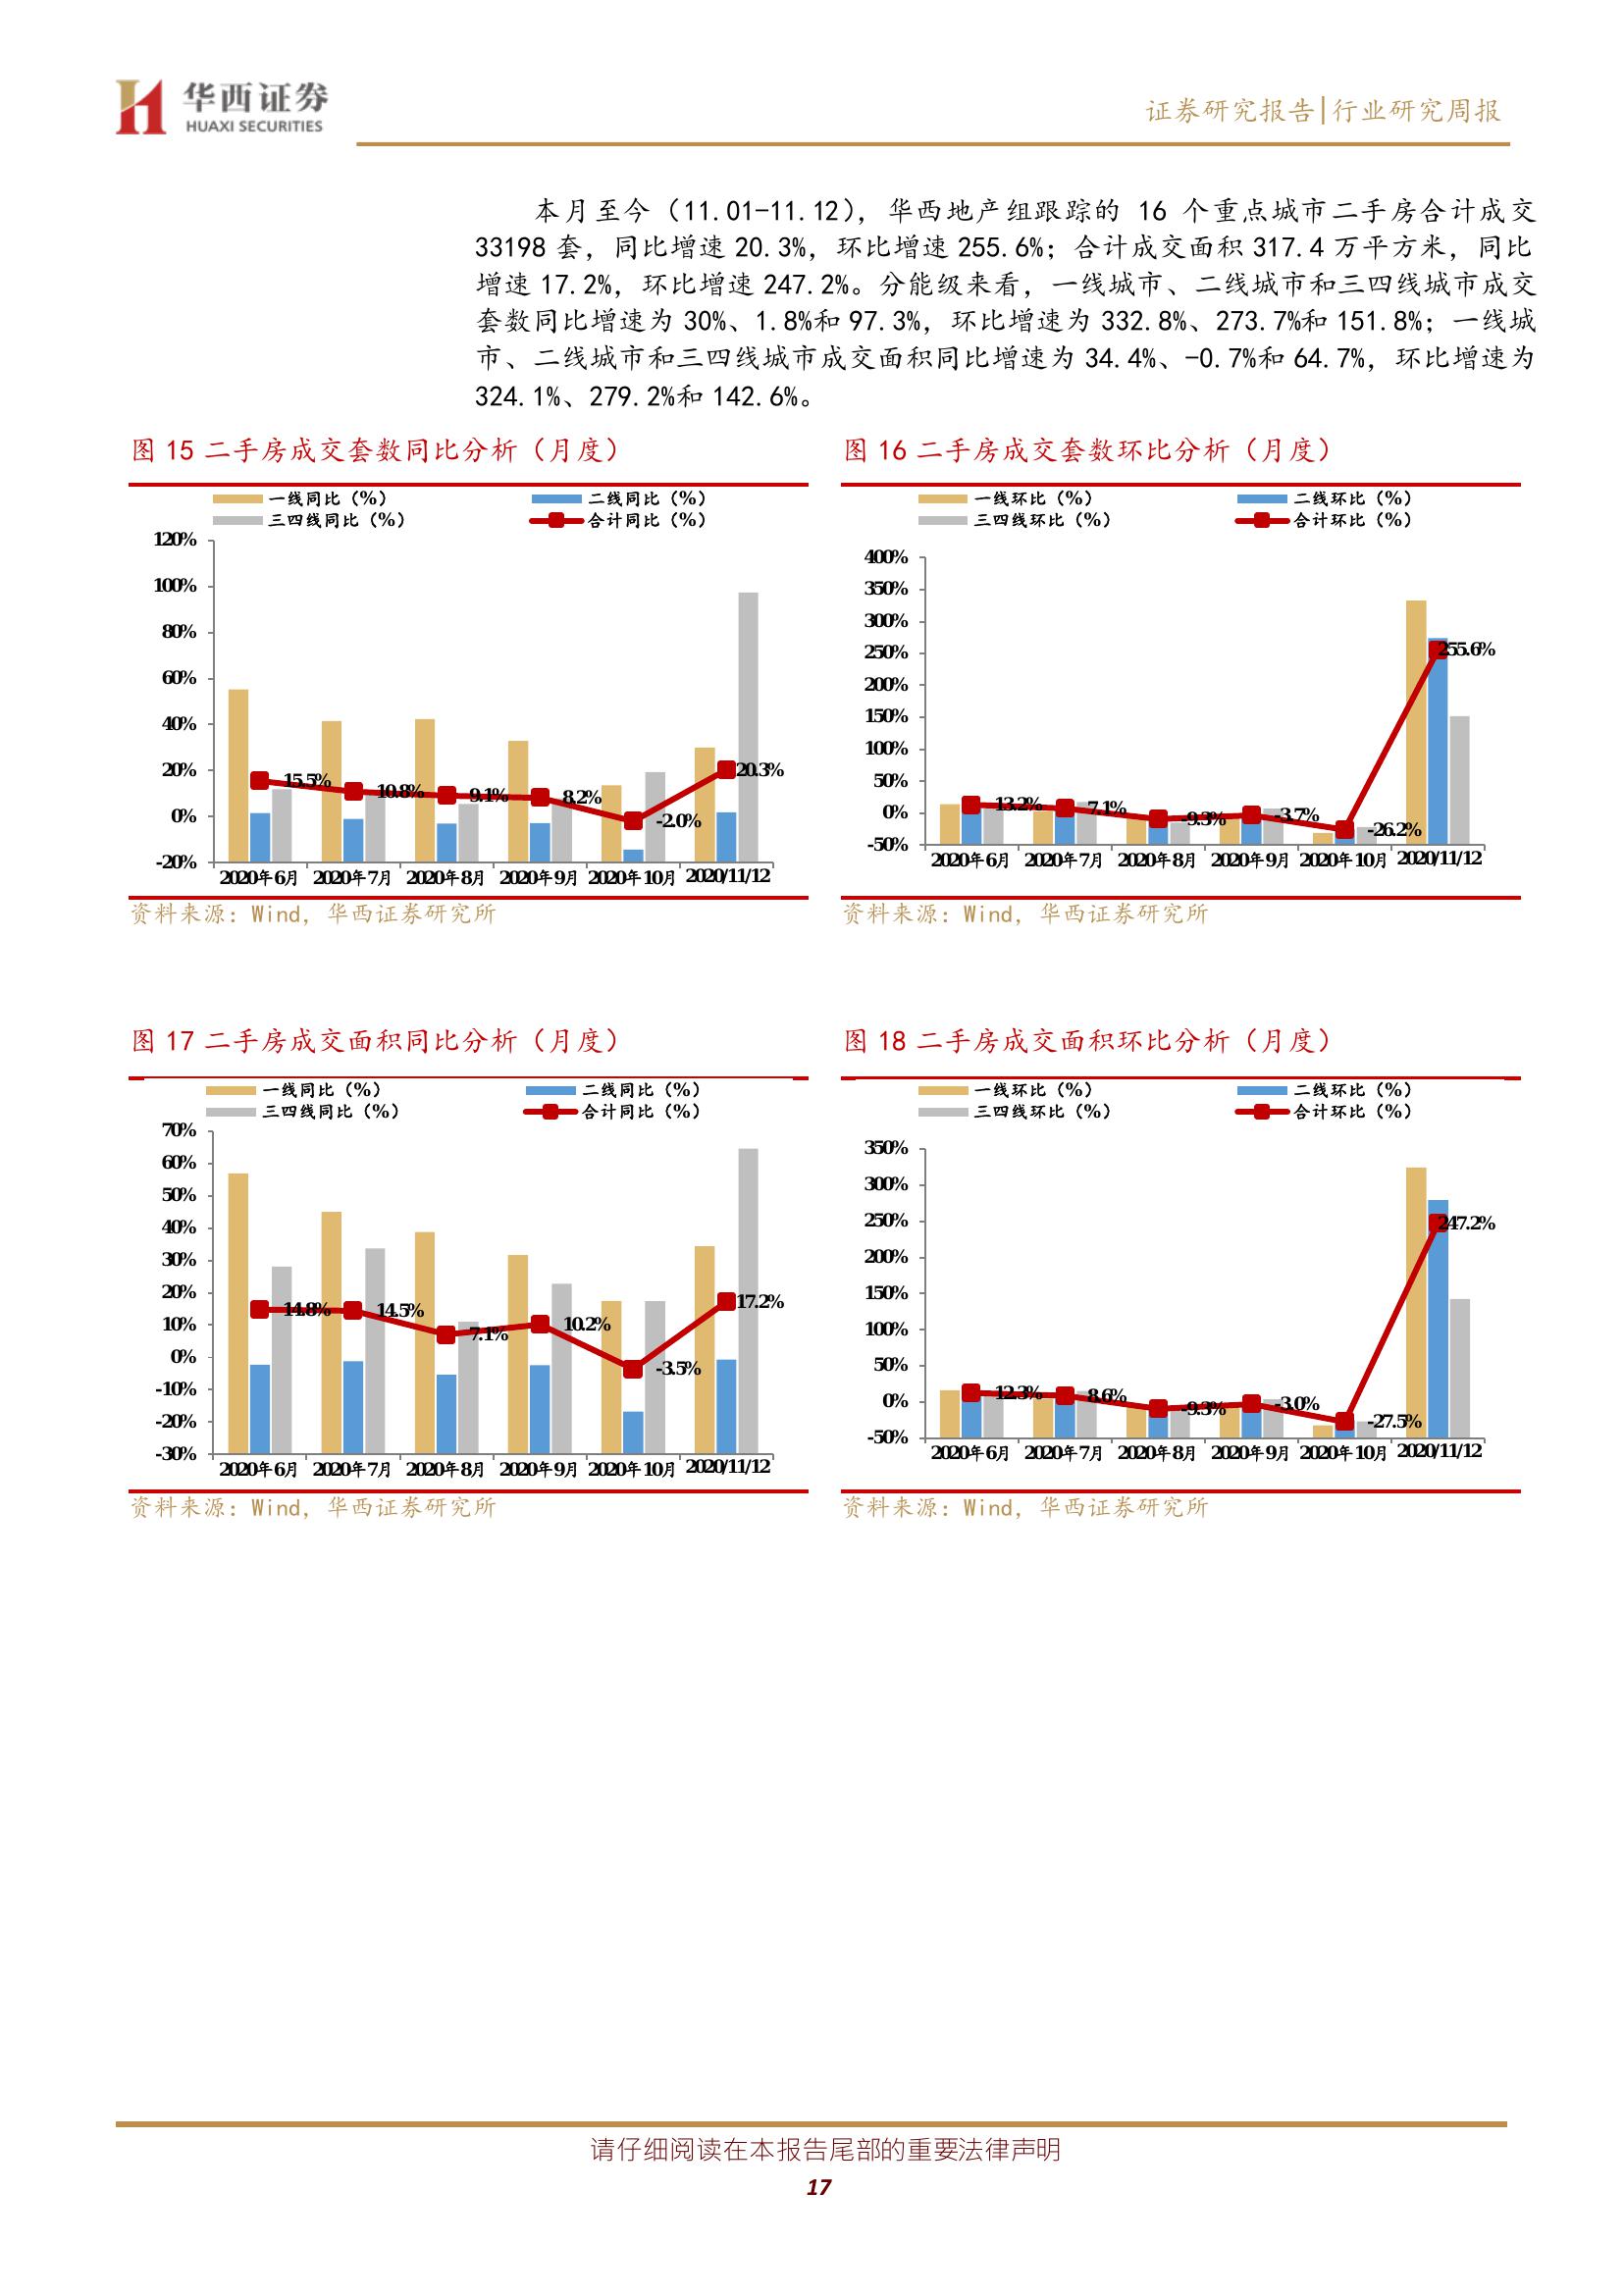 华西证券
HUAXI SECURITIES
证券研究报告|行业研究周报
本月至今（11.01-11.12），华西地产组跟踪的 16 个重点城市二手房合计成交
33198 套，同比增速 20.3%，环比增速 255.6%；合计成交面积 317.4 万平方米，同比
增速 17.2%，环比增速 247.2%。分能级来看，一线城市、二线城市和三四线城市成交
套数同比增速为 30%、1.8%和 97.3%，环比增速为 332.8%、273.7%和 151.8%；一线城
市、二线城市和三四线城市成交面积同比增速为 34.4%、-0.7%和 64.7%，环比增速为
324.1%、279.2%和 142.6%。
图 15 二手房成交套数同比分析（月度）
一线同比（%）
二线同比（%）
三四线同比（%）
合计同比（%）
120%
100%
80%
60%
40%
20%
0%
-20%
15.5%
10.8%
9.1%
8.2%
-2.0%
20.3%
2020年6月
2020年7月
2020年8月
2020年9月
2020年10月
2020/11/12
资料来源：Wind，华西证券研究所
图 16 二手房成交套数环比分析（月度）
一线环比（%）
二线环比（%）
三四线环比（%）
合计环比（%）
400%
350%
300%
250%
200%
150%
100%
50%
0%
-50%
13.2%
7.1%
-9.3%
-3.7%
-26.2%
255.6%
2020年6月
2020年7月
2020年8月
2020年9月
2020年10月
2020/11/12
资料来源：Wind，华西证券研究所
图 17 二手房成交面积同比分析（月度）
一线同比（%）
二线同比（%）
三四线同比（%）
合计同比（%）
70%
60%
50%
40%
30%
20%
10%
0%
-10%
-20%
-30%
14.8%
14.5%
7.1%
10.2%
-3.5%
17.2%
2020年6月
2020年7月
2020年8月
2020年9月
2020年10月
2020/11/12
资料来源：Wind，华西证券研究所
图 18 二手房成交面积环比分析（月度）
一线环比（%）
二线环比（%）
三四线环比（%）
合计环比（%）
350%
300%
250%
200%
150%
100%
50%
0%
-50%
12.3%
8.6%
-9.3%
-3.0%
-27.5%
247.2%
2020年6月
2020年7月
2020年8月
2020年9月
2020年10月
2020/11/12
资料来源：Wind，华西证券研究所
请仔细阅读在本报告尾部的重要法律声明
17